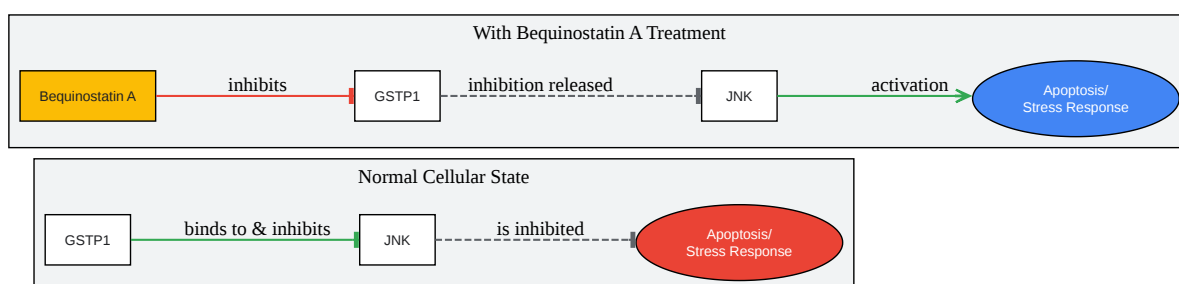 With Bequinostatin A Treatment
Bequinostatin A
inhibits
GSTP1
inhibition released
JNK
activation
Apoptosis/
Stress Response
Normal Cellular State
GSTP1
binds to & inhibits
JNK
is inhibited
Apoptosis/
Stress Response